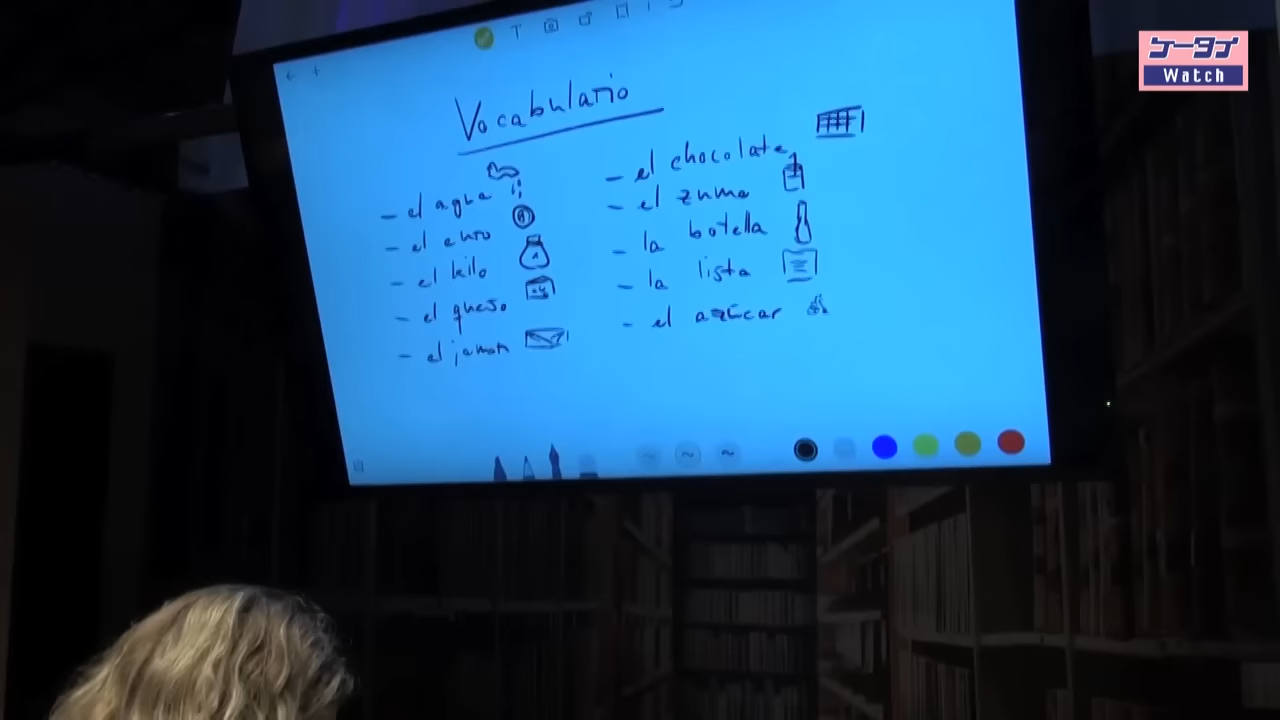 ケータイ
Watch
Vocabulario
- el agua
- el euro
- el kilo
- el queso
- el jamón
- el chocolate
- el zumo
- la botella
- la lista
- el azúcar